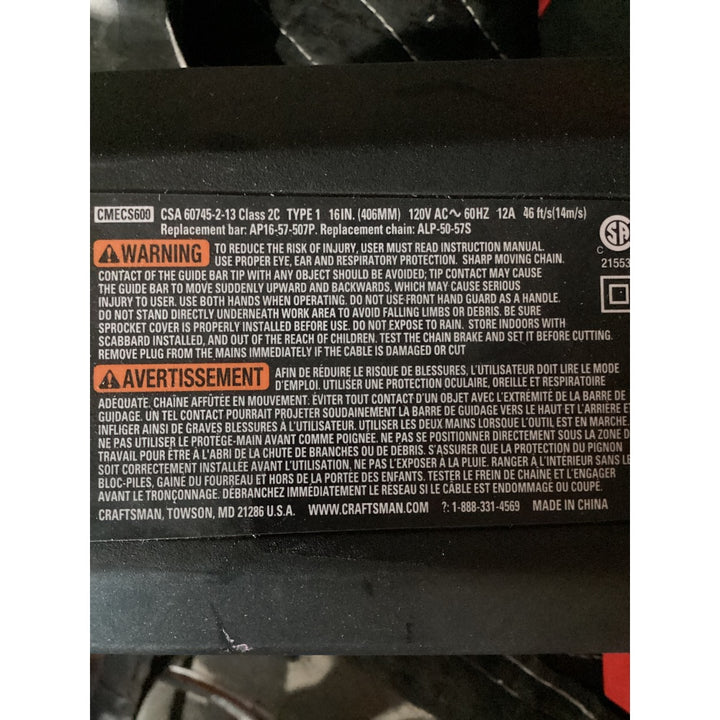 CMECS600 CSA 60745-2-13 Class 2C TYPE 1 16IN. (406MM) 120V AC∿ 60HZ 12A 46 ft/s(14m/s)
Replacement bar: AP16-57-507P. Replacement chain: ALP-50-57S
C SA
21553
WARNING TO REDUCE THE RISK OF INJURY, USER MUST READ INSTRUCTION MANUAL.
USE PROPER EYE, EAR AND RESPIRATORY PROTECTION. SHARP MOVING CHAIN.
CONTACT OF THE GUIDE BAR TIP WITH ANY OBJECT SHOULD BE AVOIDED; TIP CONTACT MAY CAUSE
THE GUIDE BAR TO MOVE SUDDENLY UPWARD AND BACKWARDS, WHICH MAY CAUSE SERIOUS
INJURY TO USER. USE BOTH HANDS WHEN OPERATING. DO NOT USE FRONT HAND GUARD AS A HANDLE.
DO NOT STAND DIRECTLY UNDERNEATH WORK AREA TO AVOID FALLING LIMBS OR DEBRIS. BE SURE
SPROCKET COVER IS PROPERLY INSTALLED BEFORE USE. DO NOT EXPOSE TO RAIN. STORE INDOORS WITH
SCABBARD INSTALLED, AND OUT OF THE REACH OF CHILDREN. TEST THE CHAIN BRAKE AND SET IT BEFORE CUTTING.
REMOVE PLUG FROM THE MAINS IMMEDIATELY IF THE CABLE IS DAMAGED OR CUT
AVERTISSEMENT AFIN DE RÉDUIRE LE RISQUE DE BLESSURES, L'UTILISATEUR DOIT LIRE LE MODE
D'EMPLOI. UTILISER UNE PROTECTION OCULAIRE, OREILLE ET RESPIRATOIRE
ADÉQUATE. CHAÎNE AFFÛTÉE EN MOUVEMENT. ÉVITER TOUT CONTACT D'UN OBJET AVEC L'EXTRÉMITÉ DE LA BARRE DE
GUIDAGE. UN TEL CONTACT POURRAIT PROJETER SOUDAINEMENT LA BARRE DE GUIDAGE VERS LE HAUT ET L'ARRIÈRE ET
INFLIGER AINSI DE GRAVES BLESSURES À L'UTILISATEUR. UTILISER LES DEUX MAINS LORSQUE L'OUTIL EST EN MARCHE.
NE PAS UTILISER LE PROTÈGE-MAIN AVANT COMME POIGNÉE. NE PAS SE POSITIONNER DIRECTEMENT SOUS LA ZONE D
TRAVAIL POUR ÊTRE À L'ABRI DE LA CHUTE DE BRANCHES OU DE DÉBRIS. S'ASSURER QUE LA PROTECTION DU PIGNON
SOIT CORRECTEMENT INSTALLÉE AVANT L'UTILISATION. NE PAS L'EXPOSER À LA PLUIE. RANGER À L'INTERIEUR SANS LE
BLOC-PILES, GAINE DU FOURREAU ET HORS DE LA PORTÉE DES ENFANTS. TESTER LE FREIN DE CHAÎNE ET L'ENGAGER
AVANT LE TRONÇONNAGE. DÉBRANCHEZ IMMÉDIATEMENT LE RÉSEAU SI LE CÂBLE EST ENDOMMAGÉ OU COUPÉ.
CRAFTSMAN, TOWSON, MD 21286 U.S.A. WWW.CRAFTSMAN.COM ?: 1-888-331-4569 MADE IN CHINA